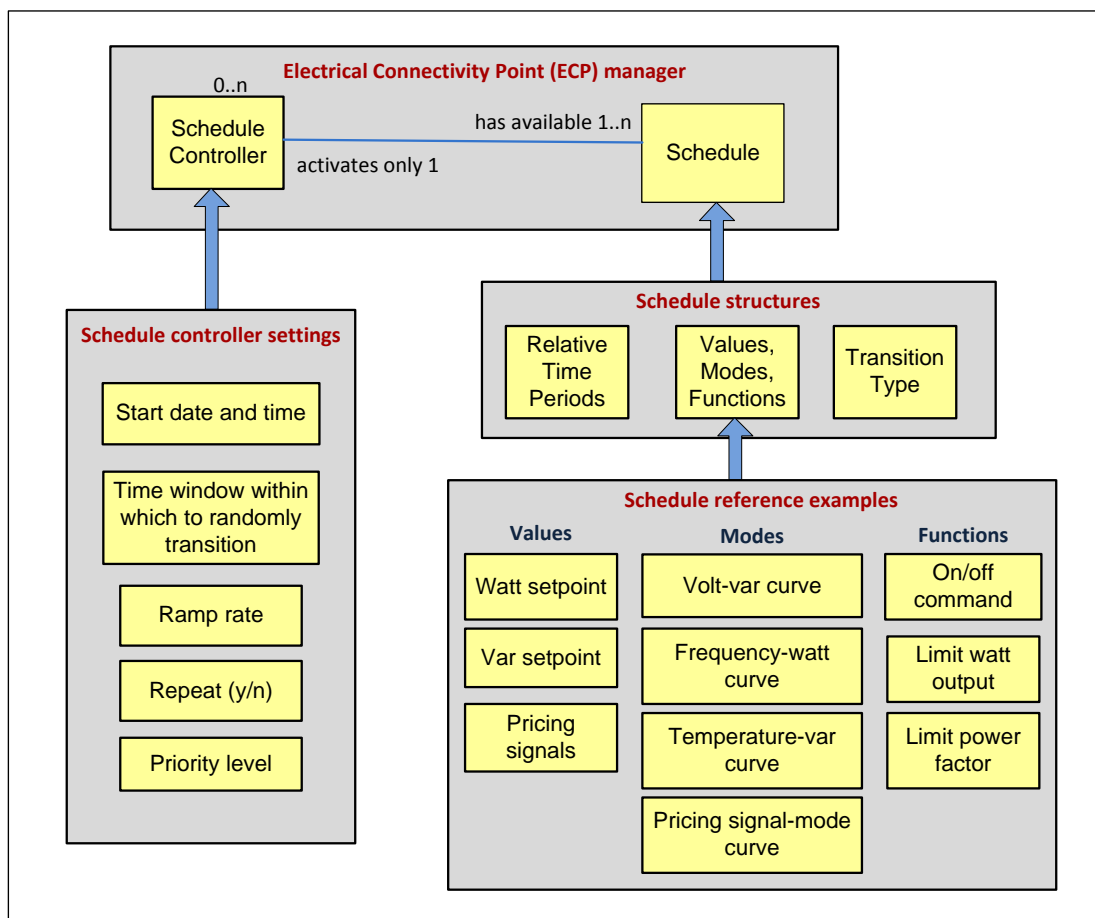 Electrical Connectivity Point (ECP) manager
0..n
Schedule
Controller
has available 1..n
activates only 1
Schedule
Schedule controller settings
Start date and time
Time window within
which to randomly
transition
Ramp rate
Repeat (y/n)
Priority level
Schedule structures
Relative
Time
Periods
Values,
Modes,
Functions
Transition
Type
Schedule reference examples
Values
Watt setpoint
Var setpoint
Pricing
signals
Modes
Volt-var curve
Frequency-watt
curve
Temperature-var
curve
Pricing signal-mode
curve
Functions
On/off
command
Limit watt
output
Limit power
factor